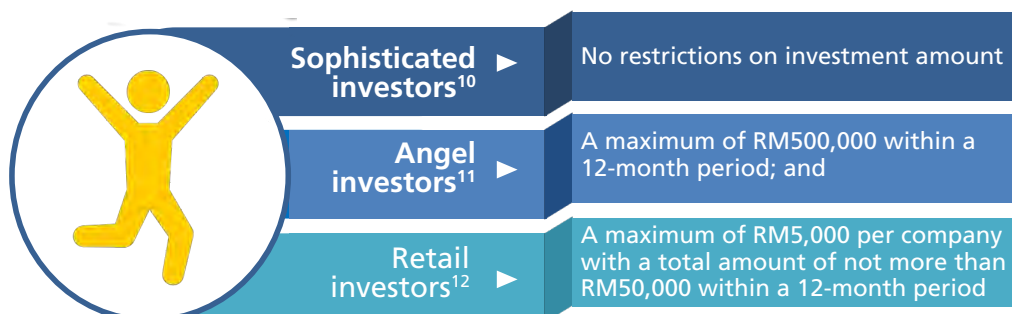 Sophisticated
investors10
No restrictions on investment amount
Angel
investors11
A maximum of RM500,000 within a
12-month period; and
Retail
investors12
A maximum of RM5,000 per company
with a total amount of not more than
RM50,000 within a 12-month period